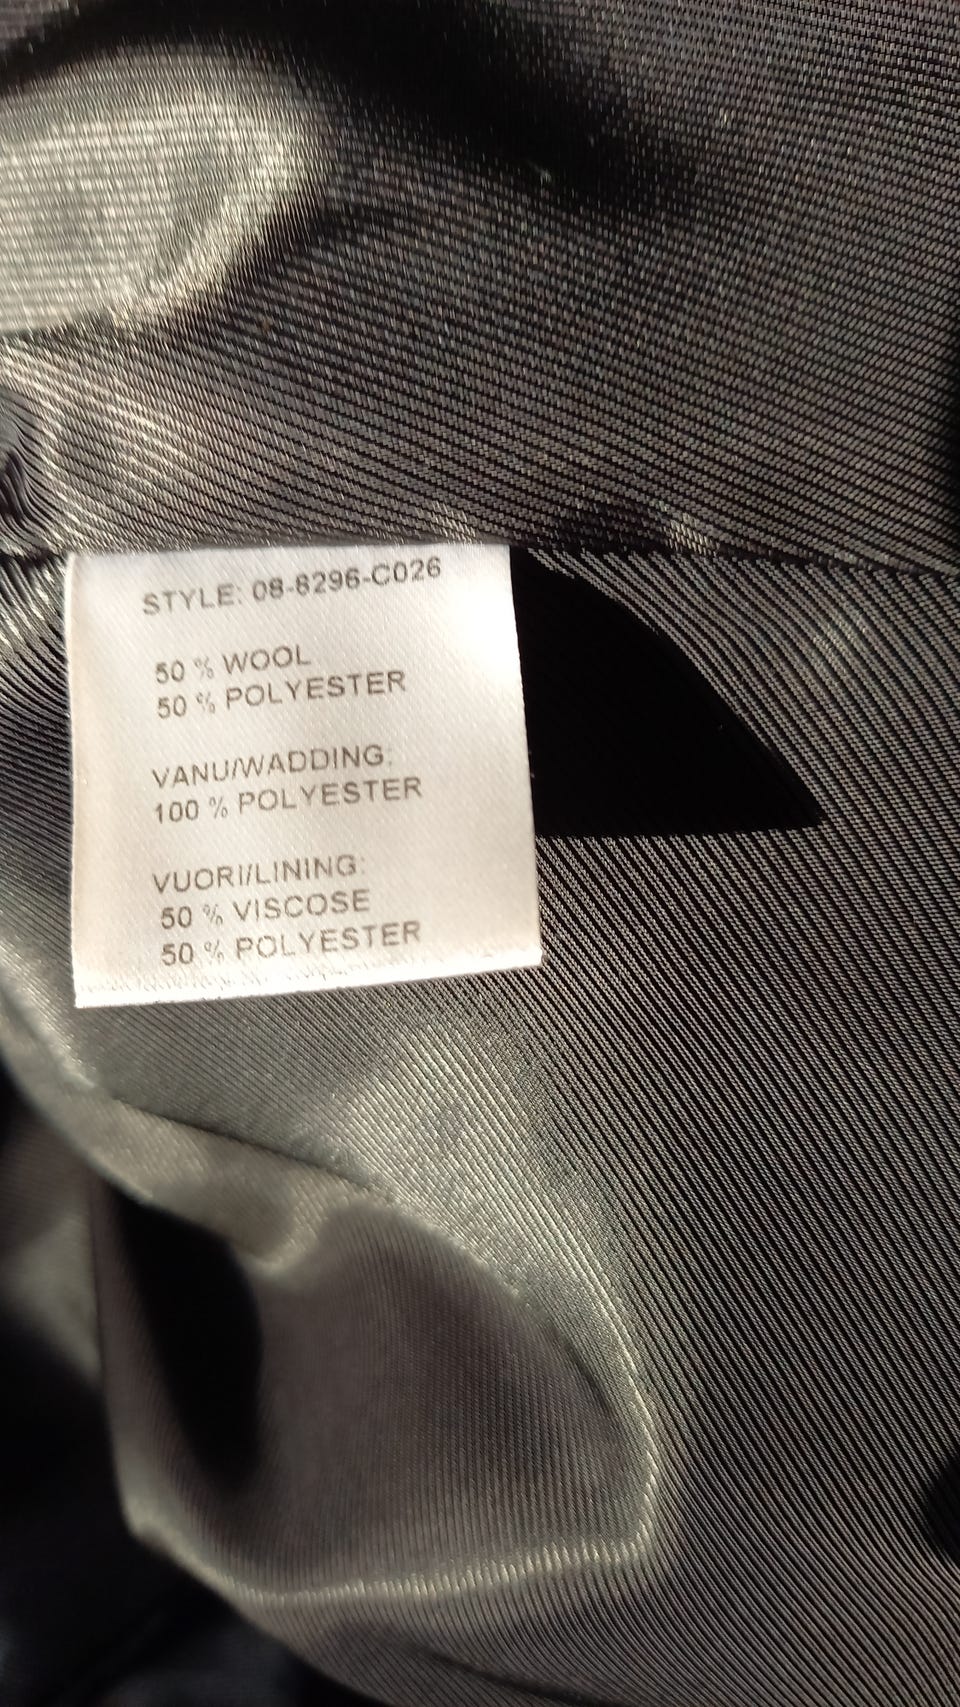 STYLE: 08-8296-C026
50 % WOOL
50 % POLYESTER
VANU/WADDING:
100 % POLYESTER
VUORI/LINING:
50 % VISCOSE
50 % POLYESTER